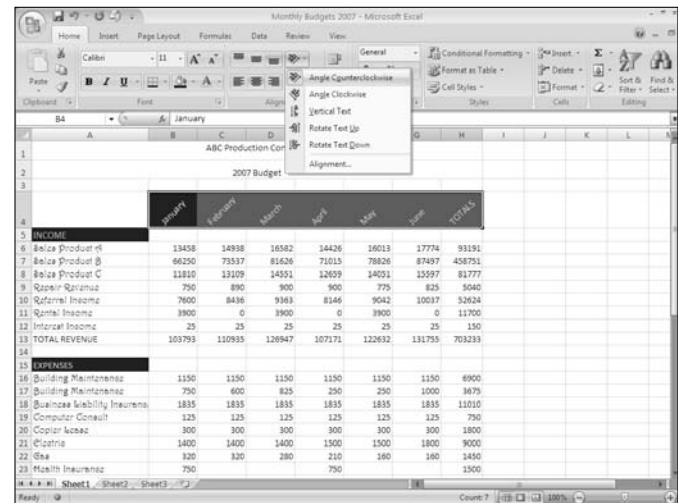 Monthly Budgets 2007 - Microsoft Excel
Home Insert Page Layout Formulas Data Review View
Calibri 11 A A General Conditional Formatting Insert
Format as Table Delete
Paste B I U A Cell Styles Format Sort & Filter Find & Select
Clipboard Font Align Styles Cells Editing
Angle Counterclockwise
Angle Clockwise
Vertical Text
Rotate Text Up
Rotate Text Down
Alignment...
B4 fx January
A B C D G H I J K L
1 ABC Production Com
2 2007 Budget
3
4 January February March April May June TOTALS
5 INCOME
6 Sales Product A 13458 14938 16582 14426 16013 17774 93191
7 Sales Product B 66250 73537 81626 71015 78826 87497 458751
8 Sales Product C 11810 13109 14551 12659 14051 15597 81777
9 Repair Revenue 750 890 900 900 775 825 5040
10 Referral Income 7600 8436 9363 8146 9042 10037 52624
11 Rental Income 3900 0 3900 0 3900 0 11700
12 Interest Income 25 25 25 25 25 25 150
13 TOTAL REVENUE 103793 110935 126947 107171 122632 131755 703233
14
15 EXPENSES
16 Building Maintenance 1150 1150 1150 1150 1150 1150 6900
17 Building Maintenance 750 600 825 250 250 1000 3675
18 Business Liability Insurans 1835 1835 1835 1835 1835 1835 11010
19 Computer Consult 125 125 125 125 125 125 750
20 Copier Lease 300 300 300 300 300 300 1800
21 Electric 1400 1400 1400 1500 1500 1800 9000
22 Gas 320 320 280 210 160 160 1450
23 Health Insurance 750 750 1500
Sheet1 Sheet2 Sheet3
Ready Count: 7 100%